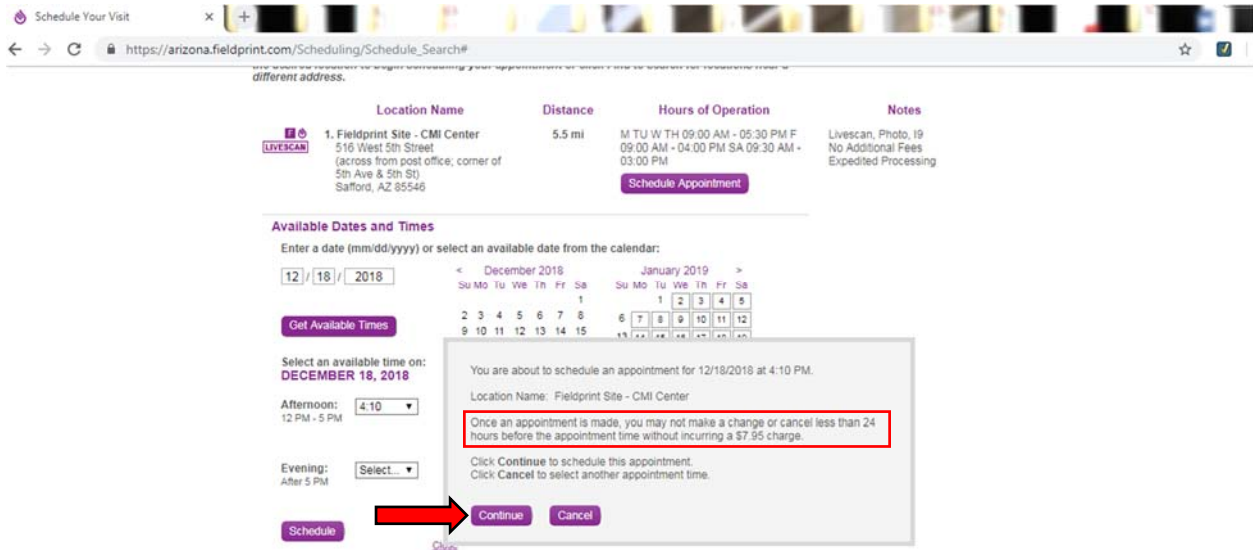 Schedule Your Visit
https://arizona.fieldprint.com/Scheduling/Schedule_Search#
different address.
Location Name Distance Hours of Operation Notes
LIVESCAN
1. Fieldprint Site - CMI Center 5.5 mi M TU W TH 09:00 AM - 05:30 PM F Livescan, Photo, I9
516 West 5th Street 09:00 AM - 04:00 PM SA 09:30 AM - No Additional Fees
(across from post office; corner of 03:00 PM Expedited Processing
5th Ave & 5th St)
Safford, AZ 85546
Schedule Appointment
Available Dates and Times
Enter a date (mm/dd/yyyy) or select an available date from the calendar:
12 / 18 / 2018
< December 2018 January 2019 >
Su Mo Tu We Th Fr Sa Su Mo Tu We Th Fr Sa
1 1 2 3 4 5
2 3 4 5 6 7 8 6 7 8 9 10 11 12
9 10 11 12 13 14 15
Get Available Times
Select an available time on:
DECEMBER 18, 2018
Afternoon: 4:10
12 PM - 5 PM
Evening: Select...
After 5 PM
Schedule
You are about to schedule an appointment for 12/18/2018 at 4:10 PM.
Location Name: Fieldprint Site - CMI Center
Once an appointment is made, you may not make a change or cancel less than 24
hours before the appointment time without incurring a $7.95 charge.
Click Continue to schedule this appointment.
Click Cancel to select another appointment time.
Continue Cancel